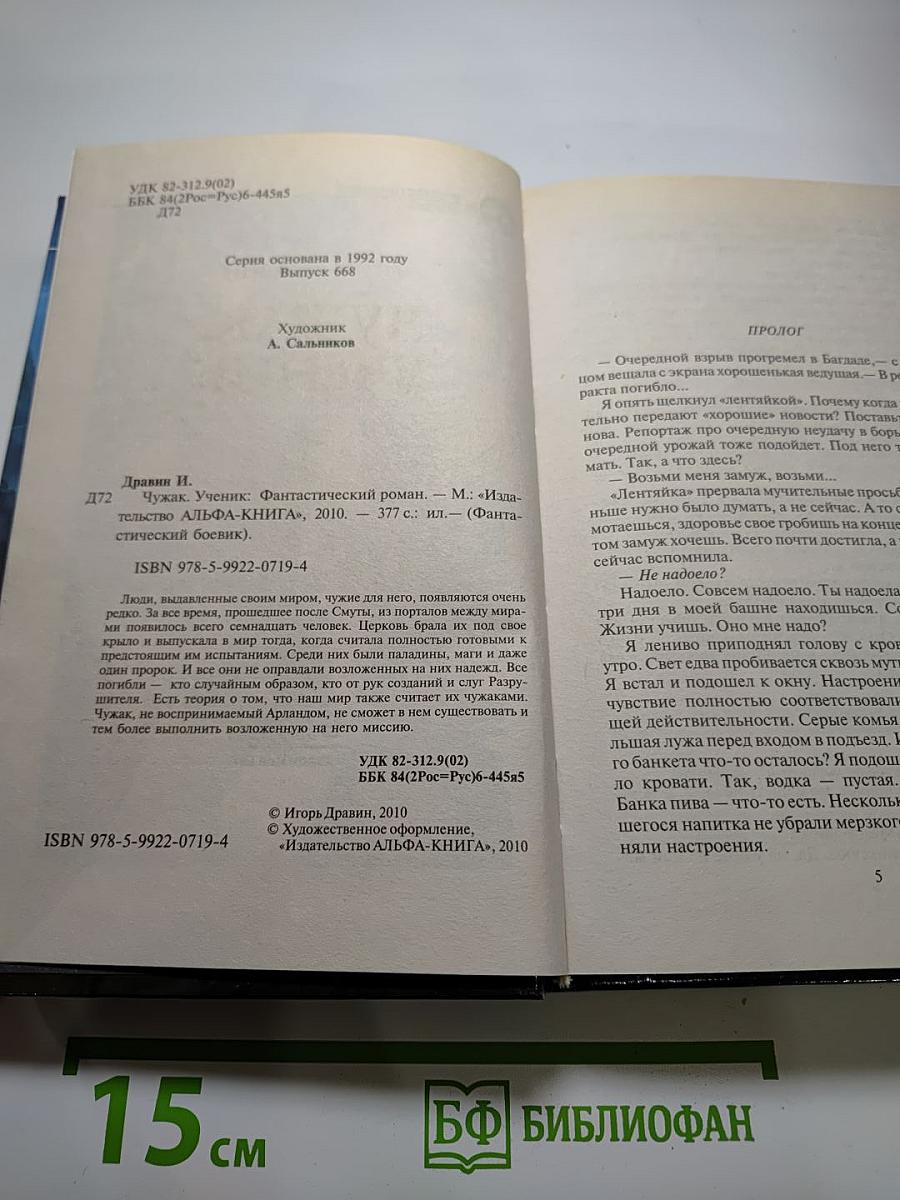 УДК 82-312.9(02)
ББК 84(2Рос=Рус)6-445я5
Д72
Серия основана в 1992 году
Выпуск 668
Художник
А. Сальников
Дравин И.
Д72 Чужак. Ученик: Фантастический роман. — М.: «Изда-
тельство АЛЬФА-КНИГА», 2010. — 377 с.: ил.— (Фанта-
стический боевик).
ISBN 978-5-9922-0719-4
Люди, выдавленные своим миром, чужие для него, появляются очень
редко. За все время, прошедшее после Смуты, из порталов между мира-
ми появилось всего семнадцать человек. Церковь брала их под свое
крыло и выпускала в мир тогда, когда считала полностью готовыми к
предстоящим им испытаниям. Среди них были паладины, маги и даже
один пророк. И все они не оправдали возложенных на них надежд. Все
погибли — кто случайным образом, кто от рук созданий и слуг Разру-
шителя. Есть теория о том, что наш мир также считает их чужаками.
Чужак, не воспринимаемый Арландом, не сможет в нем существовать и
тем более выполнить возложенную на него миссию.
УДК 82-312.9(02)
ББК 84(2Рос=Рус)6-445я5
© Игорь Дравин, 2010
© Художественное оформление,
ISBN 978-5-9922-0719-4 «Издательство АЛЬФА-КНИГА», 2010
ПРОЛОГ
— Очередной взрыв прогремел в Багдаде,— с
цом вещала с экрана хорошенькая ведущая.— В ре
ракта погибло...
Я опять щелкнул «лентяйкой». Почему когда
тельно передают «хорошие» новости? Поставь
нова. Репортаж про очередную неудачу в борь
очередной урожай тоже подойдет. Под него т
мать. Так, а что здесь?
— Возьми меня замуж, возьми...
«Лентяйка» прервала мучительные просьб
ньше нужно было думать, а не сейчас. А то с
мотаешься, здоровье свое гробишь на конце
том замуж хочешь. Всего почти достигла, а
сейчас вспомнила.
— Не надоело?
Надоело. Совсем надоело. Ты надоела
три дня в моей башне находишься. Со
Жизни учишь. Оно мне надо?
Я лениво приподнял голову с кров
утро. Свет едва пробивается сквозь мут
Я встал и подошел к окну. Настроени
чувствие полностью соответствовали
щей действительности. Серые комья
льшая лужа перед входом в подъезд. И
го банкета что-то осталось? Я подош
ло кровати. Так, водка — пустая.
Банка пива — что-то есть. Нескольк
шегося напитка не убрали мерзког
няли настроения.
5
15 см
БФ БИБЛИОФАН